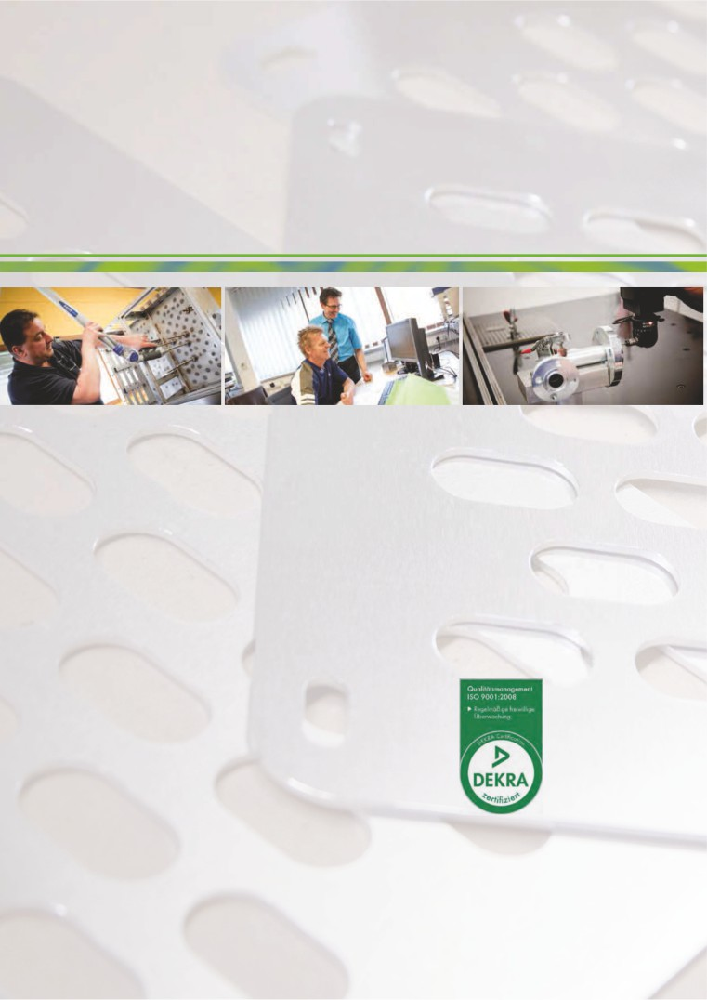 Qualitätsmanagement
ISO 9001:2008
Regelmäßige freiwillige
Überwachung
DEKRA Certification
DEKRA
zertifiziert